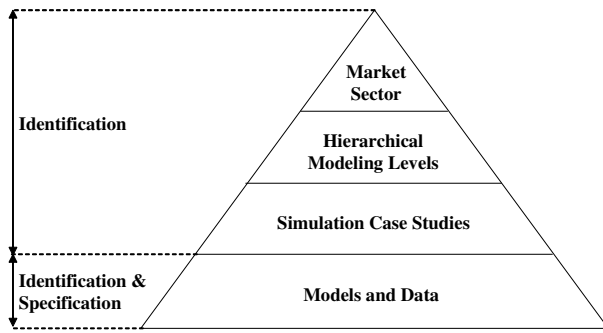 Market
Sector
Identification
Hierarchical
Modeling Levels
Simulation Case Studies
Identification &
Specification
Models and Data